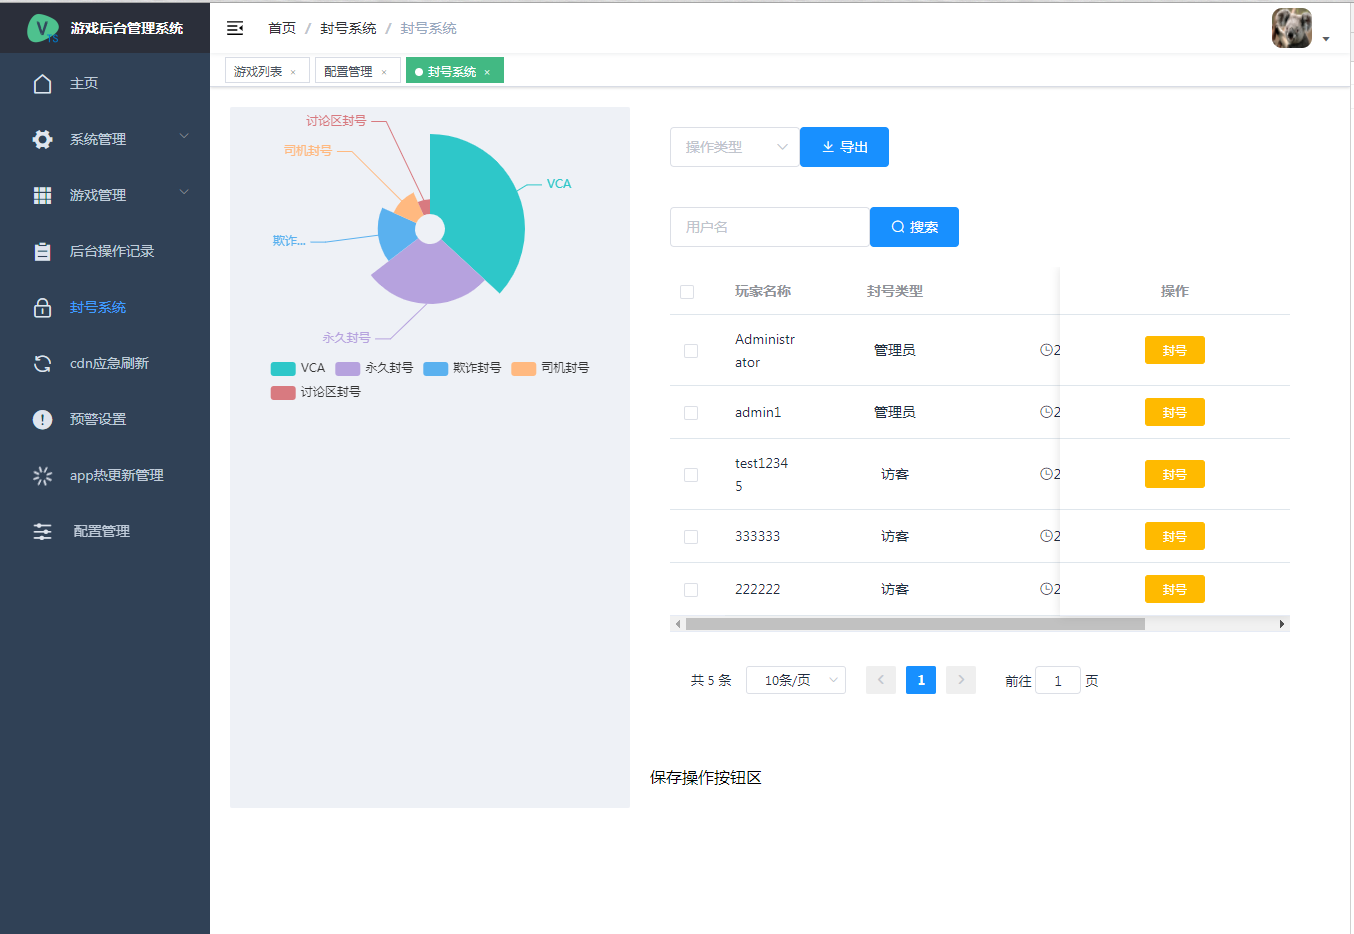 V
TS
游戏后台管理系统
首页 / 封号系统 / 封号系统
游戏列表 ×
配置管理 ×
封号系统 ×
主页
系统管理
游戏管理
后台操作记录
封号系统
cdn应急刷新
预警设置
app热更新管理
配置管理
讨论区封号
司机封号
VCA
欺诈...
永久封号
VCA 永久封号 欺诈封号 司机封号
讨论区封号
操作类型 导出
用户名 搜索
玩家名称 封号类型 操作
Administr
ator 管理员 2 封号
admin1 管理员 2 封号
test1234
5 访客 2 封号
333333 访客 2 封号
222222 访客 2 封号
共 5 条 10条/页 1 前往 1 页
保存操作按钮区